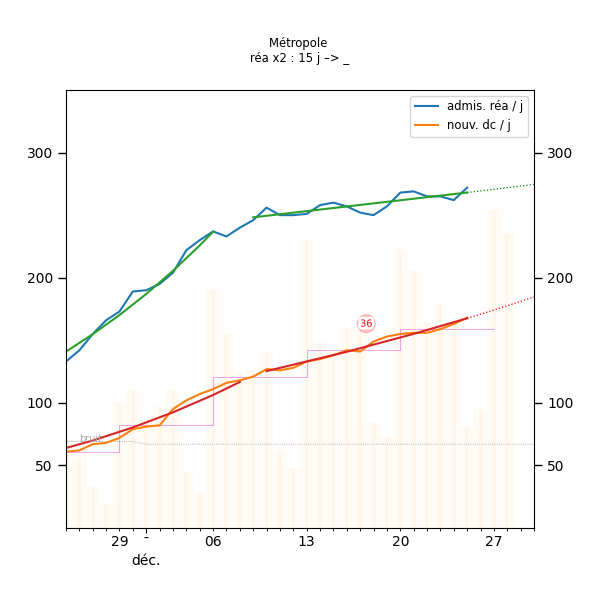 Métropole
réa x2 : 15 j –> _
admis. réa / j
nouv. dc / j
300 300
200 200
36
100 100
bruit
50 50
29 - 06 13 20 27
déc.